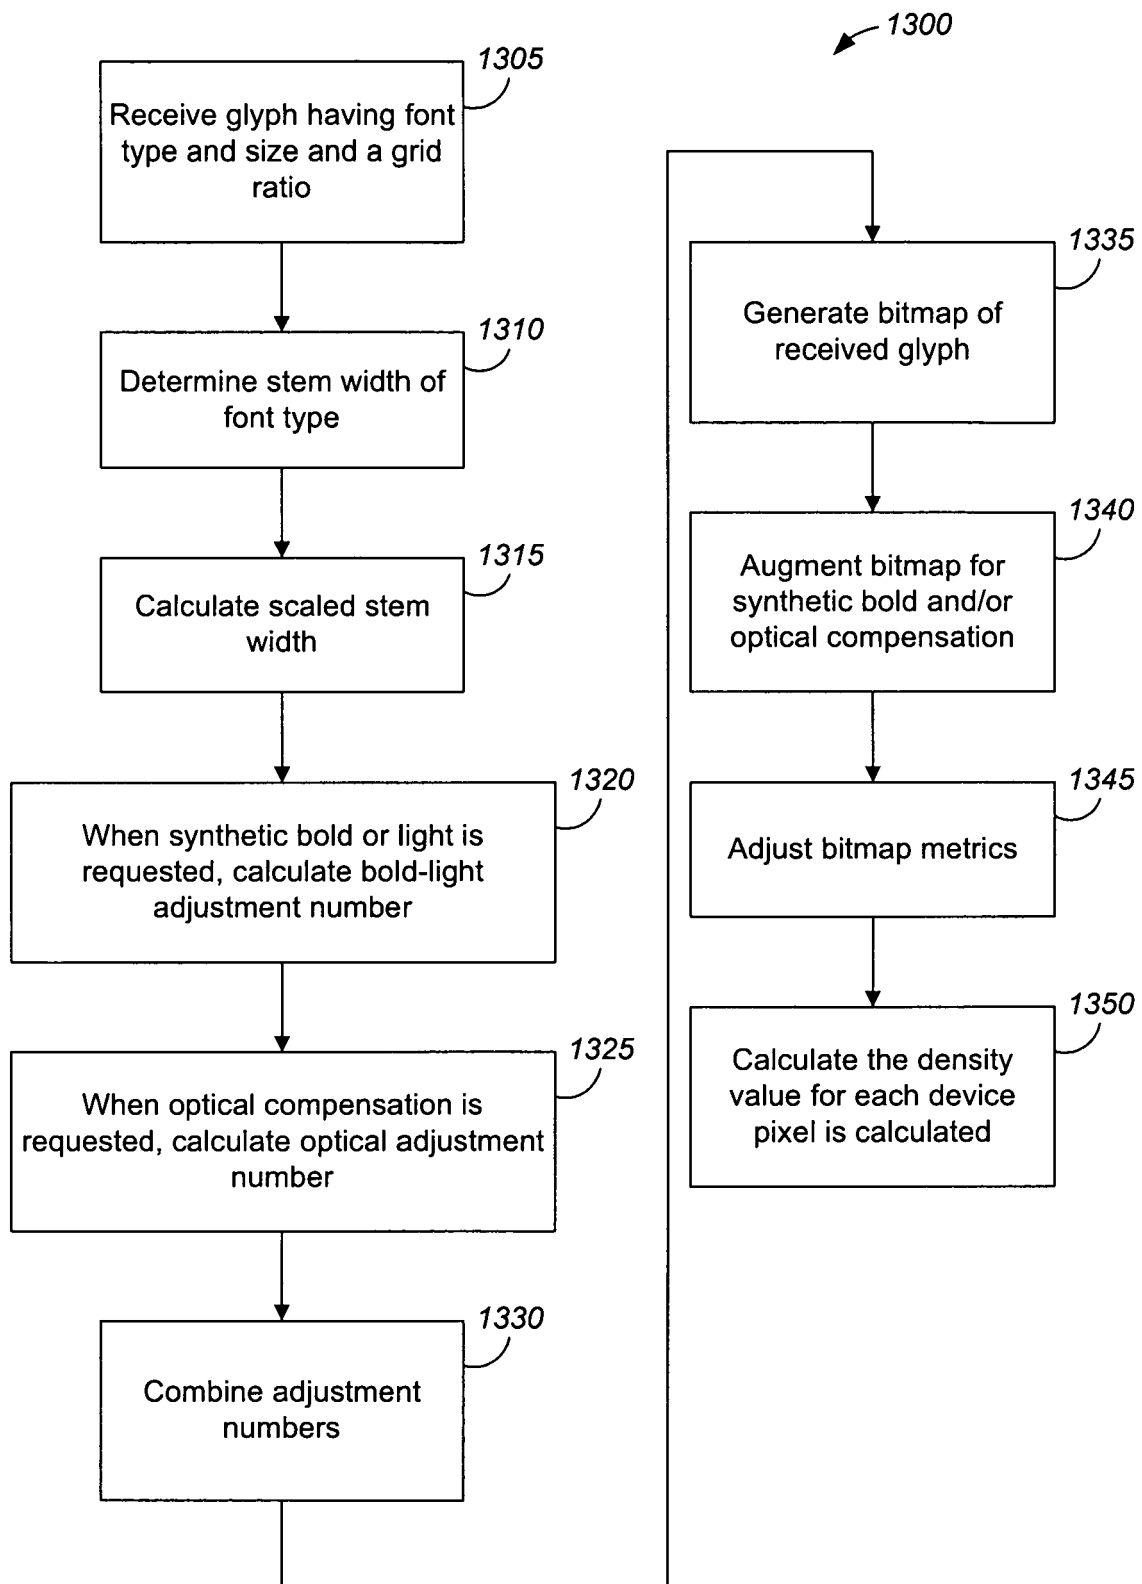 1300
1305
Receive glyph having font
type and size and a grid
ratio
1310
Determine stem width of
font type
1315
Calculate scaled stem
width
1320
When synthetic bold or light is
requested, calculate bold-light
adjustment number
1325
When optical compensation is
requested, calculate optical adjustment
number
1330
Combine adjustment
numbers
1335
Generate bitmap of
received glyph
1340
Augment bitmap for
synthetic bold and/or
optical compensation
1345
Adjust bitmap metrics
1350
Calculate the density
value for each device
pixel is calculated